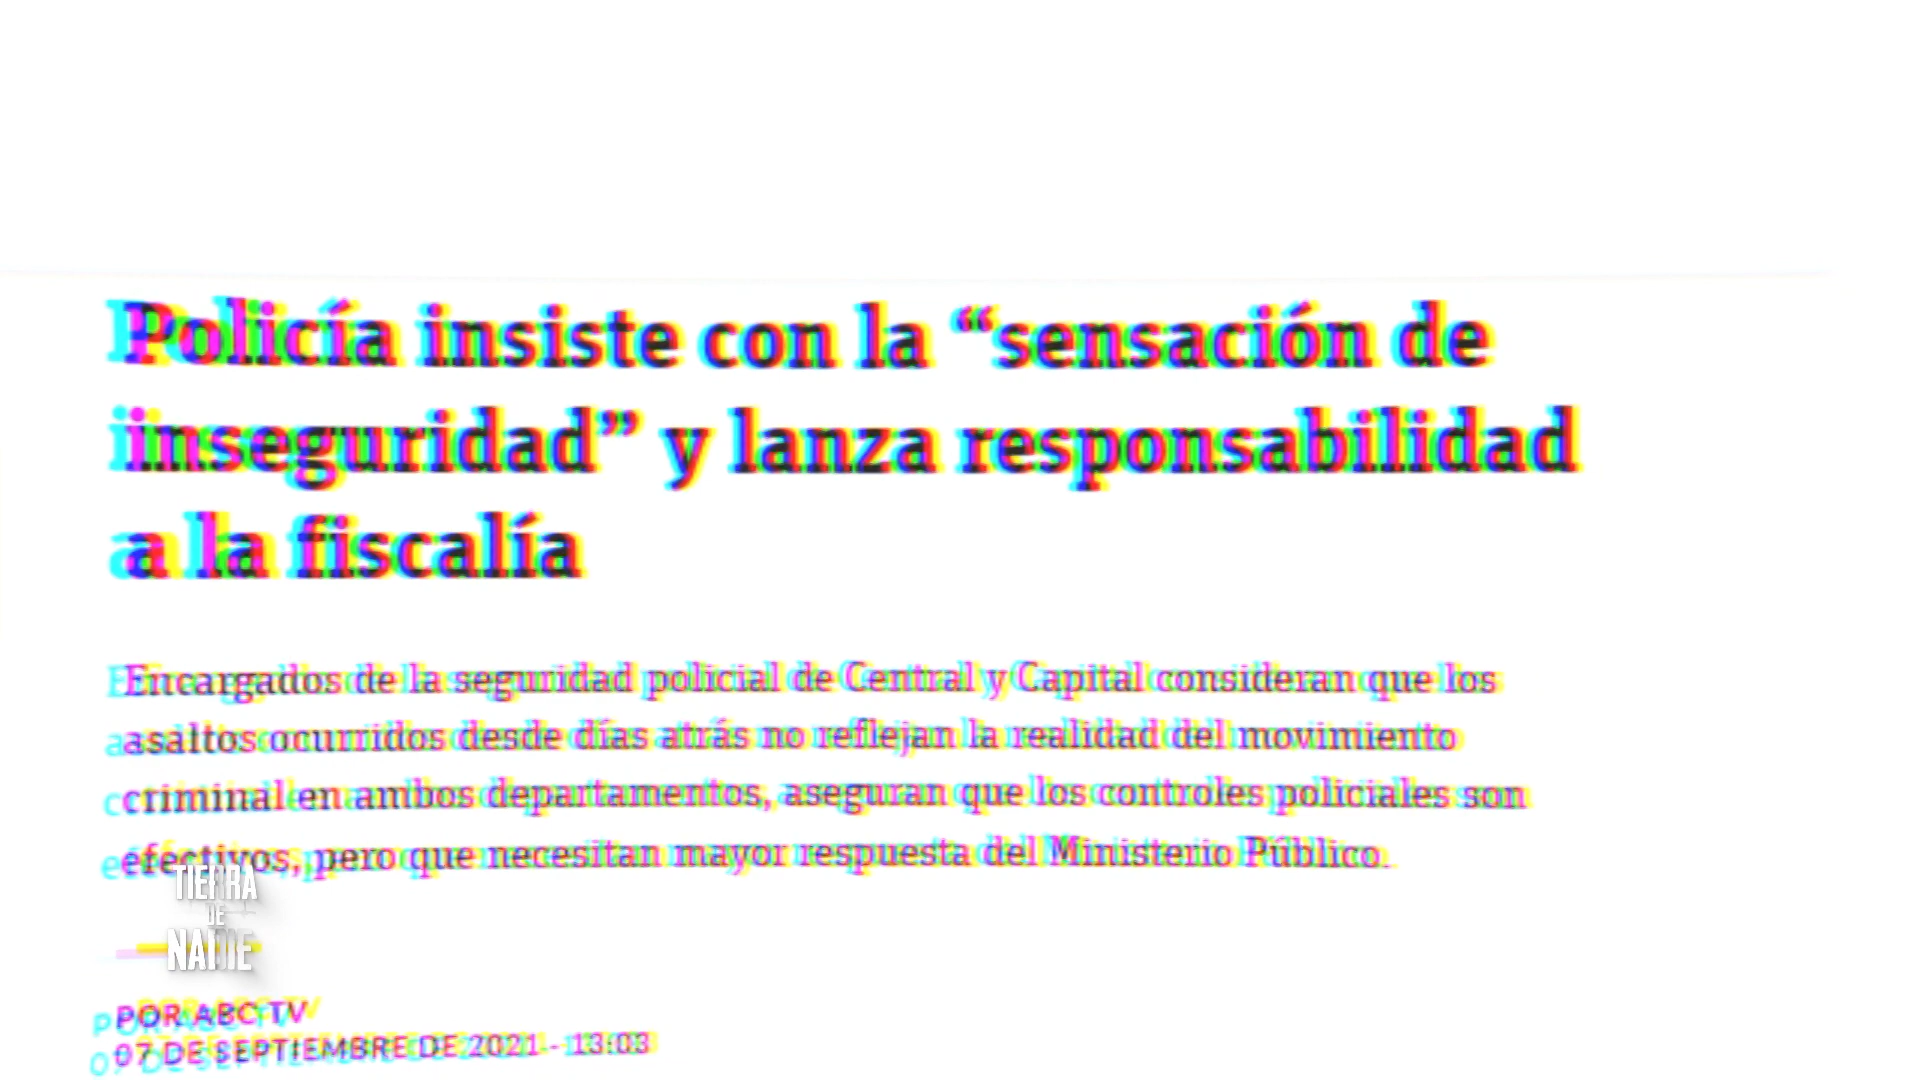 Policía insiste con la “sensación de
inseguridad” y lanza responsabilidad
a la fiscalía
Encargados de la seguridad policial de Central y Capital consideran que los
asaltos ocurridos desde días atrás no reflejan la realidad del movimiento
criminal en ambos departamentos, aseguran que los controles policiales son
efectivos, pero que necesitan mayor respuesta del Ministerio Público.
TIERRA
DE
NADIE
POR ABC TV
07 DE SEPTIEMBRE DE 2021 - 13:03